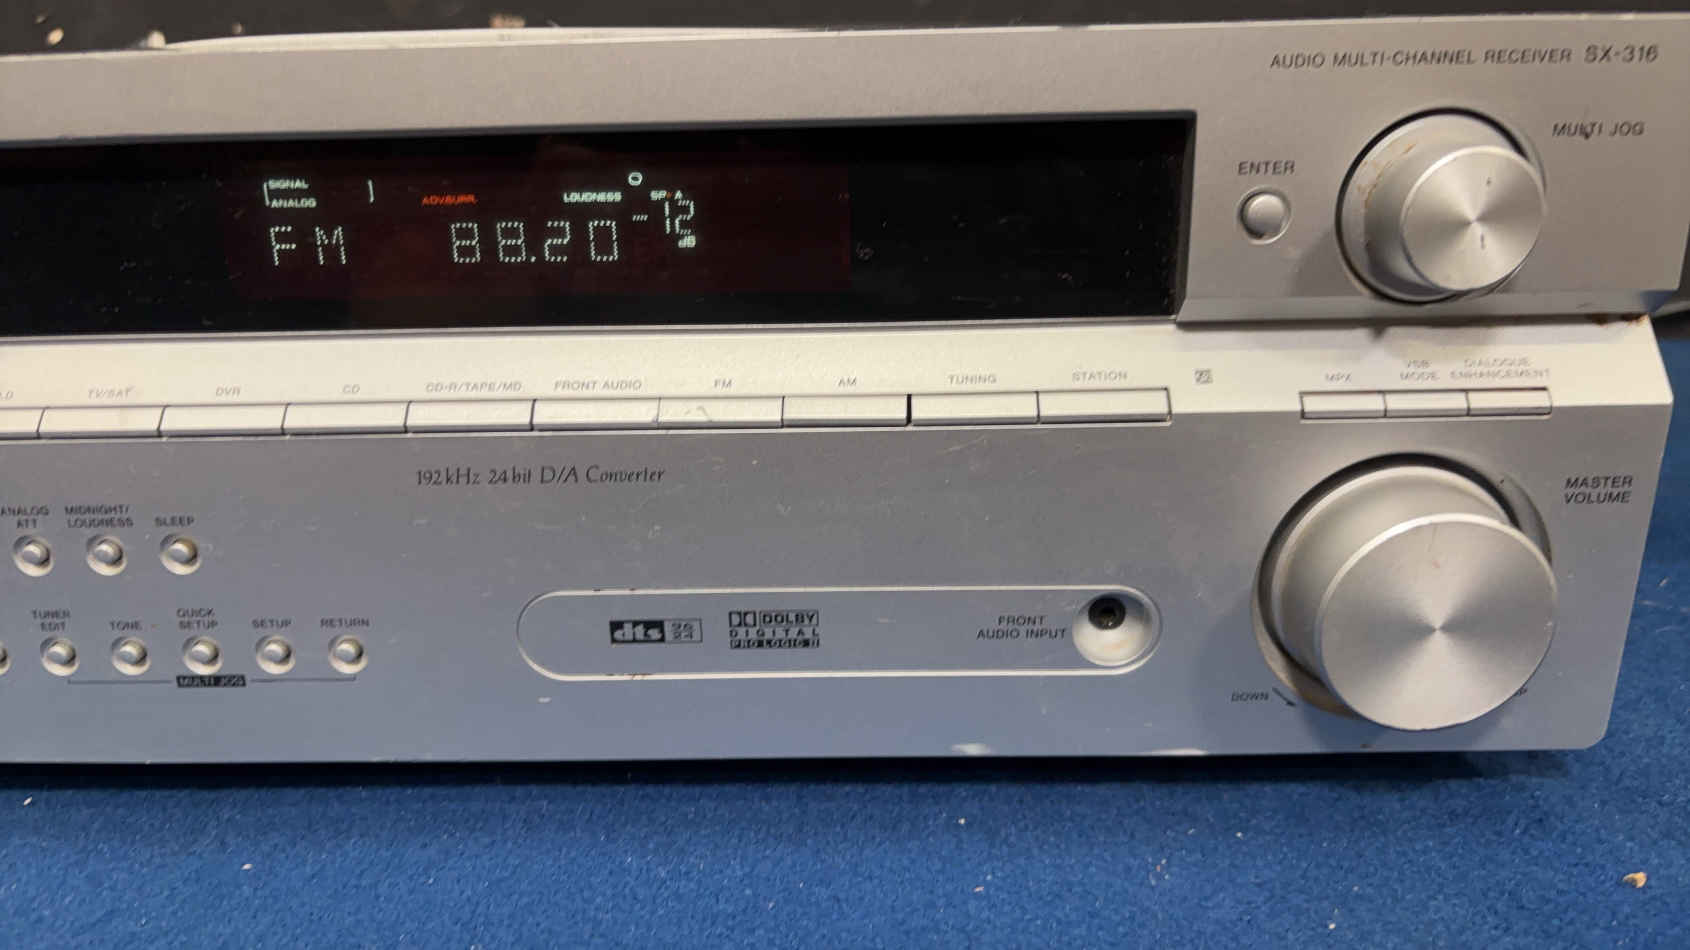 AUDIO MULTI-CHANNEL RECEIVER SX-316
MULTI JOG
ENTER
SIGNAL
ANALOG
ADV.SURR.
LOUDNESS
SP▸A
FM 88.20 -12
dB
TV/SAT
DVR
CD
CD-R/TAPE/MD
FRONT AUDIO
FM
AM
TUNING
STATION
MPX
VSB
MODE
DIALOGUE
ENHANCEMENT
192kHz 24bit D/A Converter
MASTER
VOLUME
ANALOG
ATT
MIDNIGHT/
LOUDNESS
SLEEP
TUNER
EDIT
TONE
QUICK
SETUP
SETUP
RETURN
MULTI JOG
dts 96
24
DOLBY
DIGITAL
PRO LOGIC II
FRONT
AUDIO INPUT
DOWN